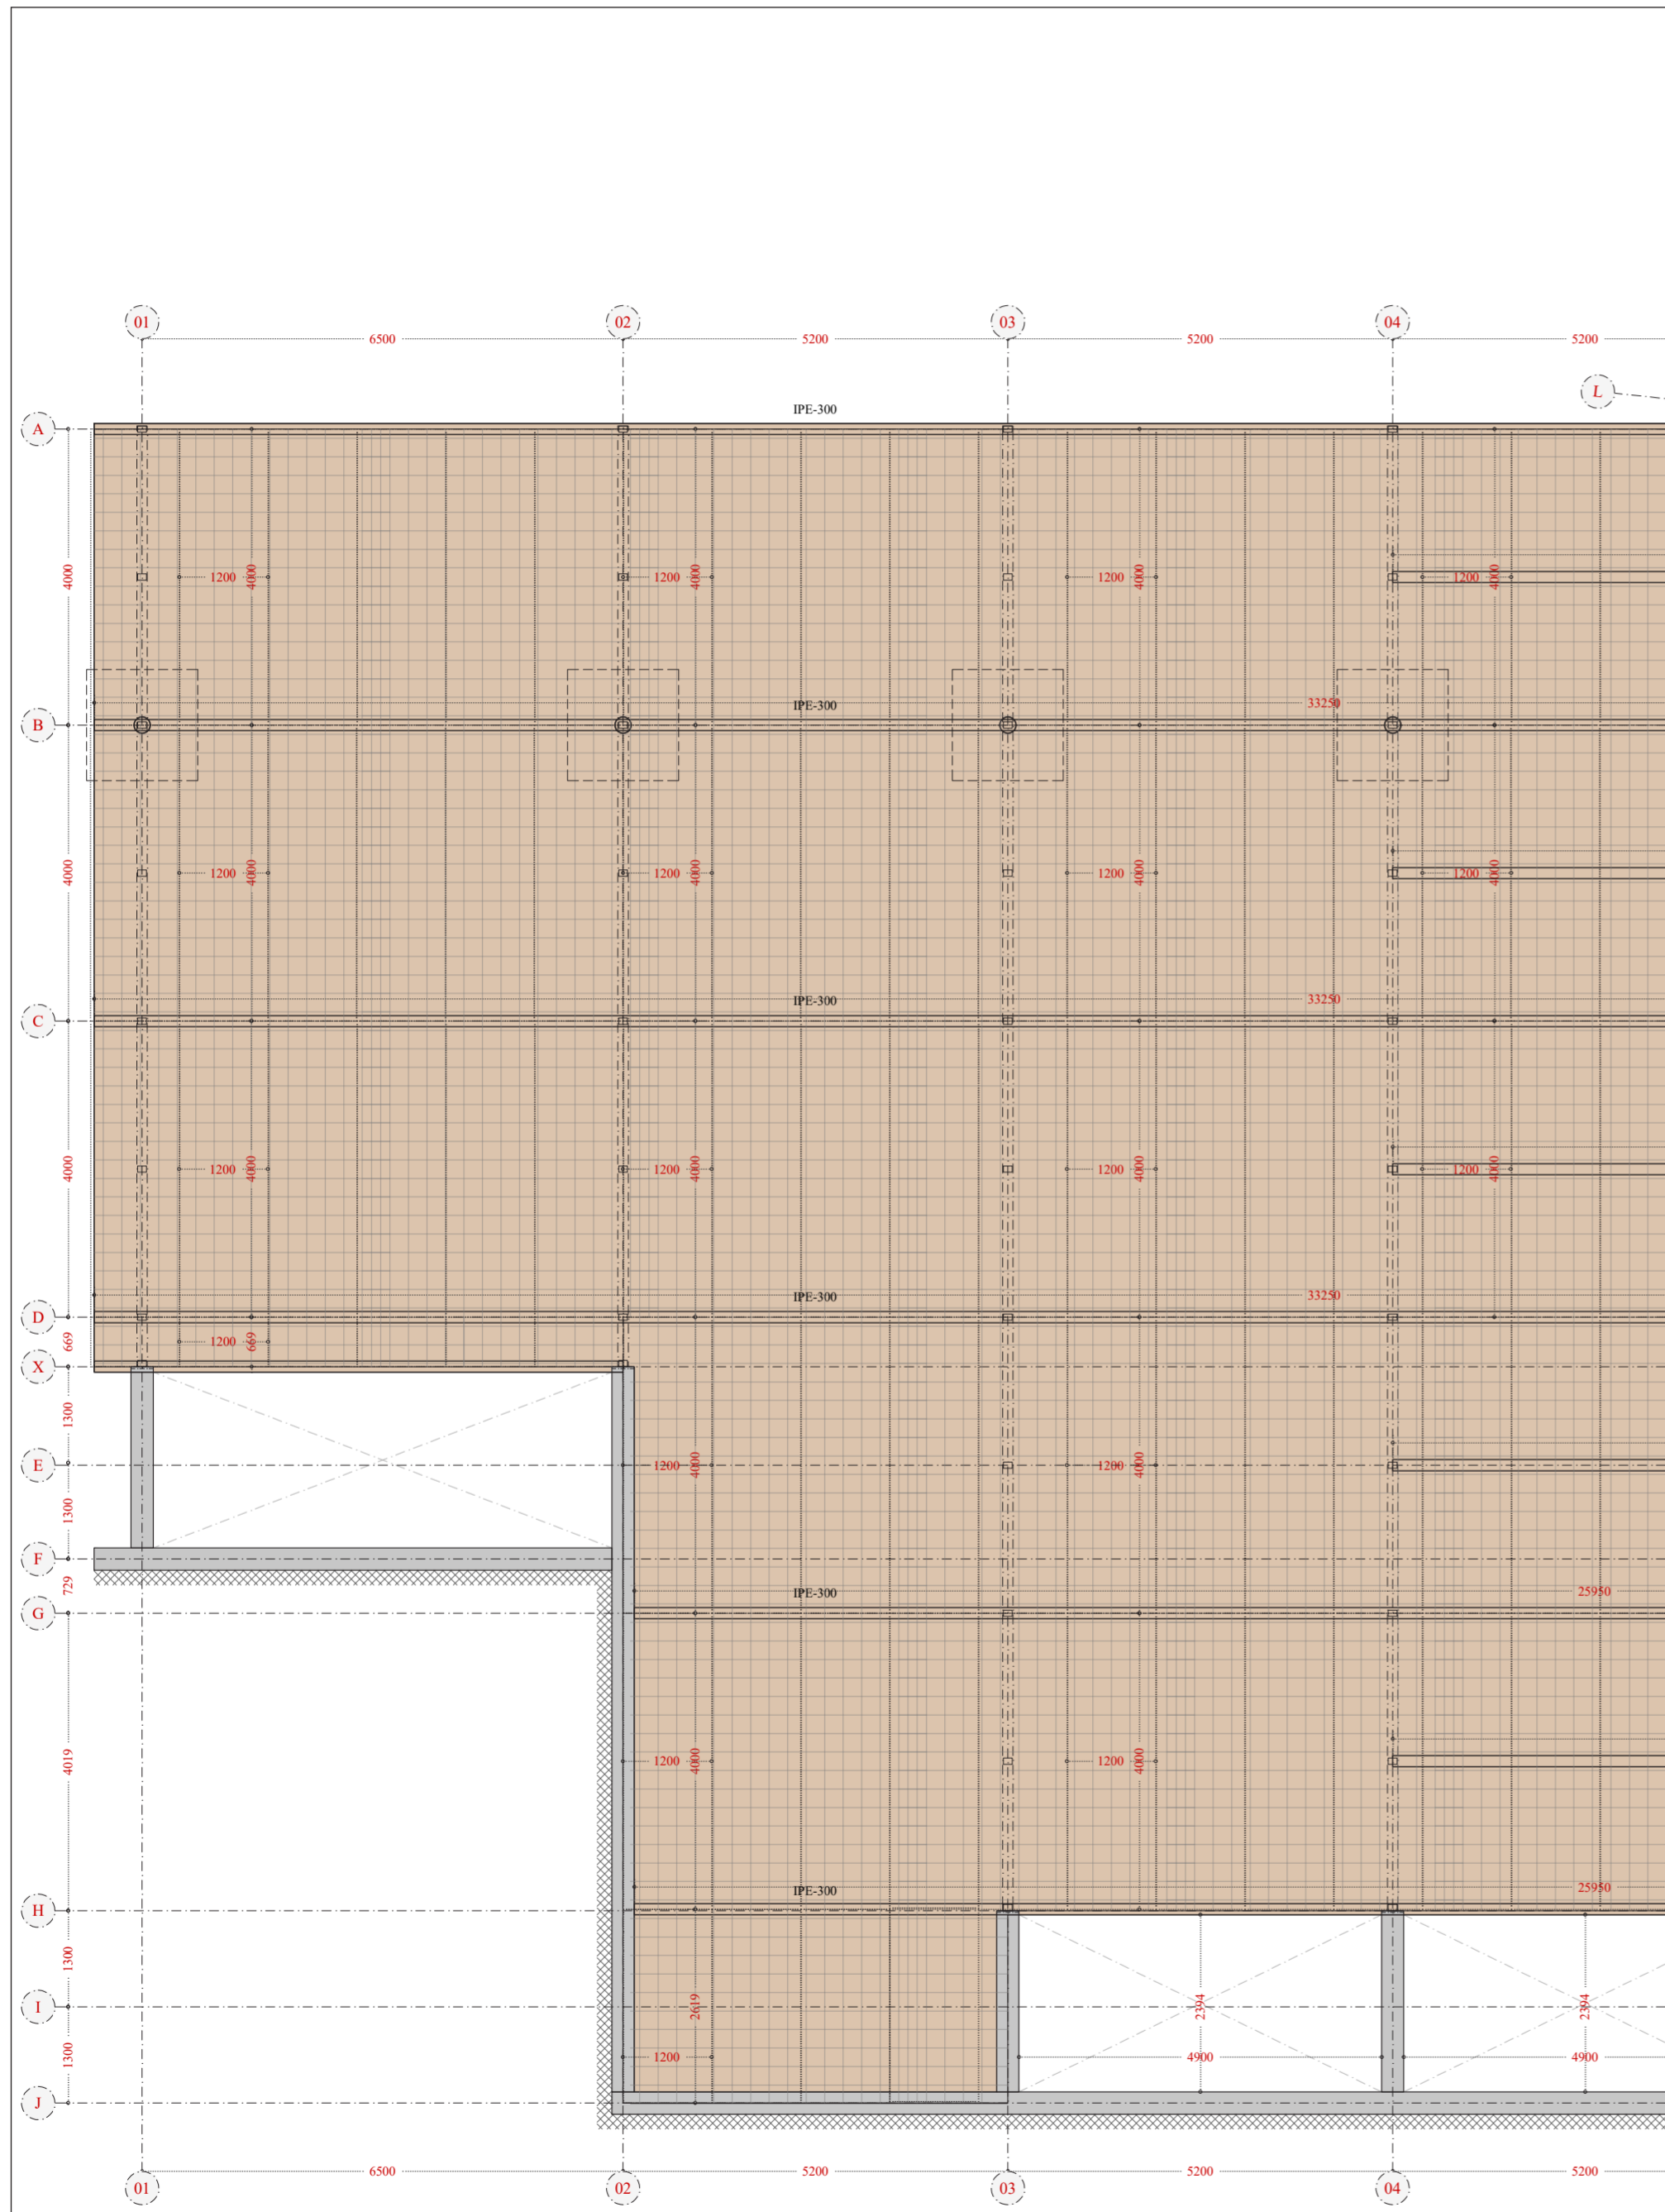 01 02 03 04
6500 5200 5200 5200
L
IPE-300
A
4000 1200 4000 1200 4000 1200 4000 1200 4000
IPE-300 33250
B
4000 1200 4000 1200 4000 1200 4000 1200 4000
IPE-300 33250
C
4000 1200 4000 1200 4000 1200 4000 1200 4000
IPE-300 33250
D
669 1200 669
X
1300
E 1200 4000 1200 4000
1300
F
729 IPE-300 25950
G
4019 1200 4000 1200 4000
IPE-300 25950
H
1300
I 2619 2394 2394
1300 1200 4900 4900
J
6500 5200 5200 5200
01 02 03 04